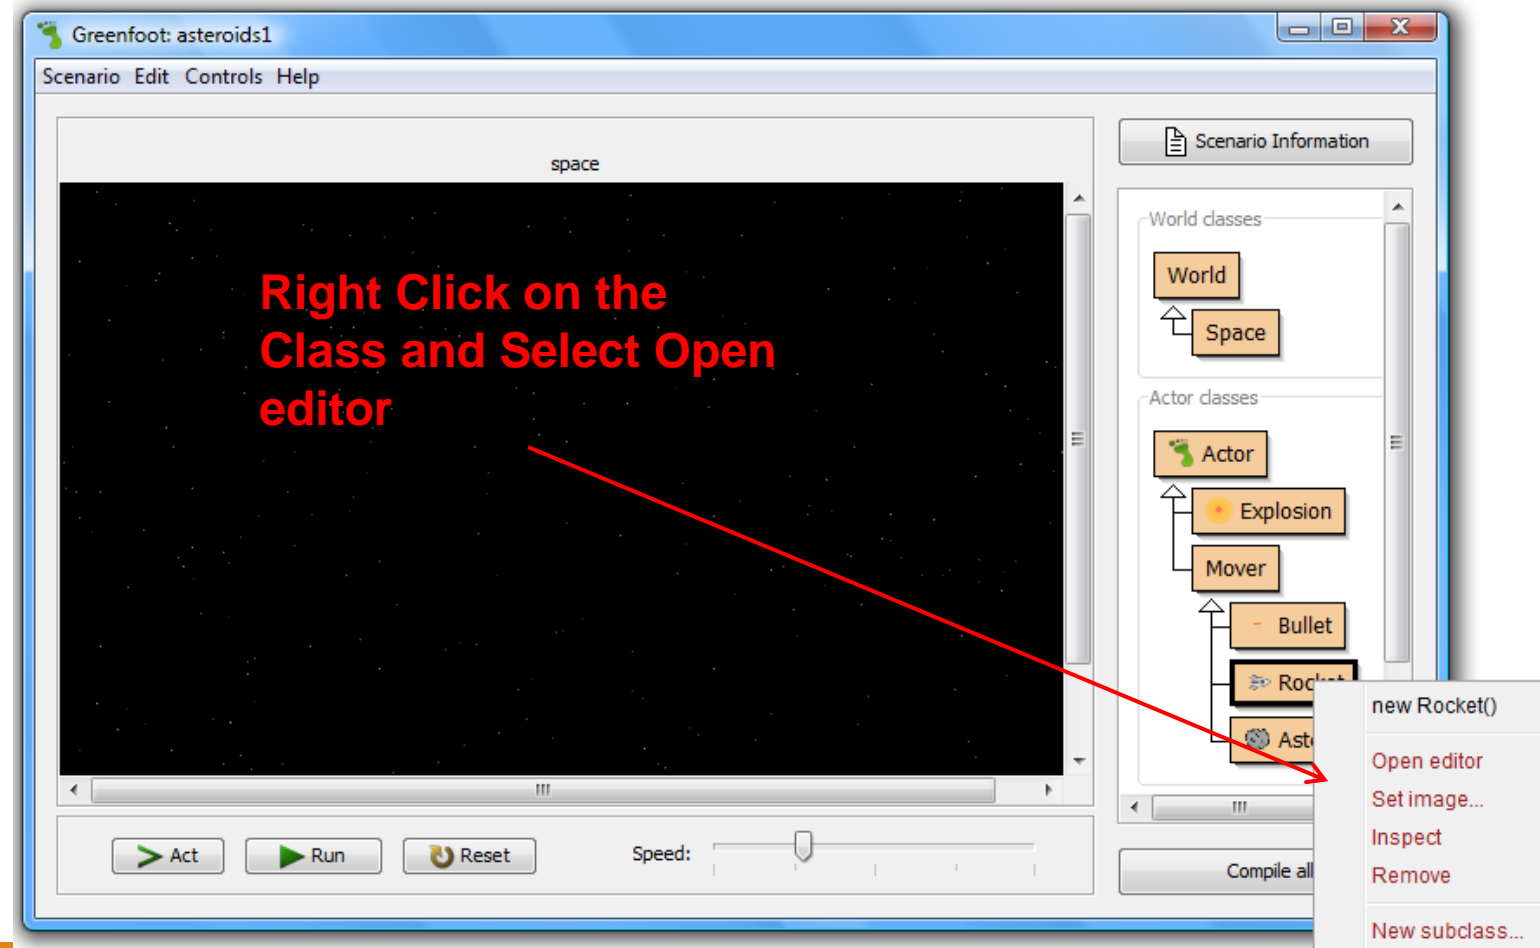 Greenfoot: asteroids1
Scenario Edit Controls Help
Scenario Information
space
World classes
World
Space
Right Click on the
Class and Select Open
editor
Actor classes
Actor
Explosion
Mover
Bullet
new Rocket()
Open editor
Set image...
Inspect
Remove
New subclass...
Act
Run
Reset
Speed:
Compile all